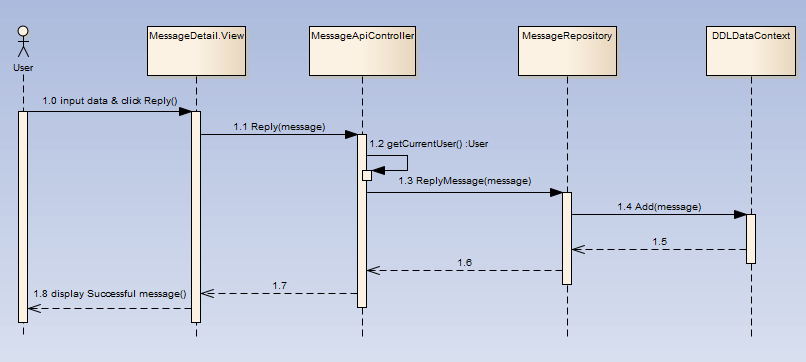 MessageDetail.View
MessageApiController
MessageRepository
DDLDataContext
User
1.0 input data & click Reply()
1.1 Reply(message)
1.2 getCurrentUser() :User
1.3 ReplyMessage(message)
1.4 Add(message)
1.5
1.6
1.7
1.8 display Successful message()